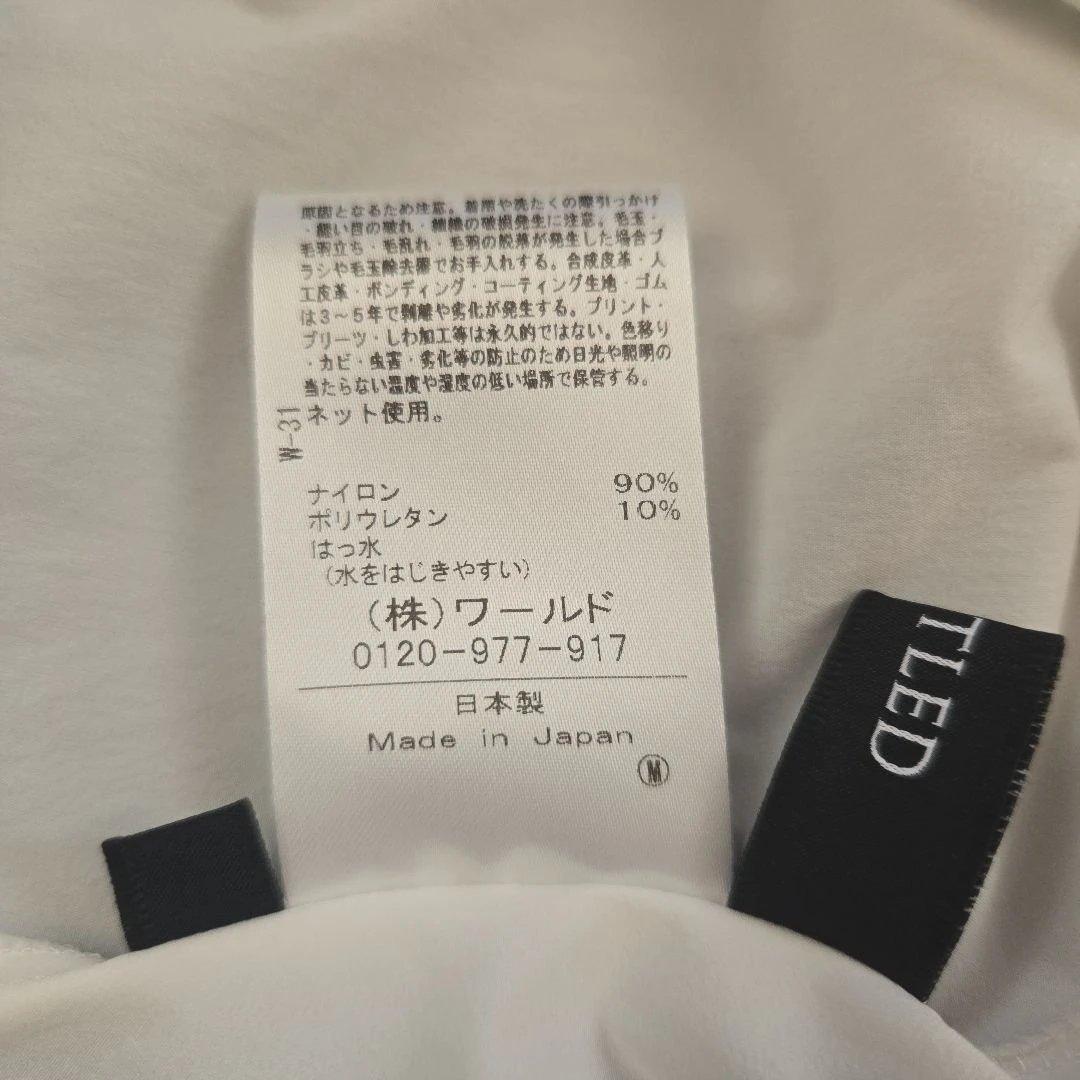 原因となるため注意。着用や洗たくの際引っかけ
・縫い目の破れ・繊維の破損発生に注意。毛玉・
毛羽立ち・毛乱れ・毛羽の脱落が発生した場合ブ
ラシや毛玉除去器でお手入れする。合成皮革・人
工皮革・ボンディング・コーティング生地・ゴム
は3～5年で剥離や劣化が発生する。プリント・
プリーツ・しわ加工等は永久的ではない。色移り
・カビ・虫害・劣化等の防止のため日光や照明の
当たらない温度や湿度の低い場所で保管する。
ネット使用。
W-31
ナイロン 90%
ポリウレタン 10%
はっ水
（水をはじきやすい）
（株）ワールド
0120-977-917
日本製
Made in Japan
Ⓜ
TLED